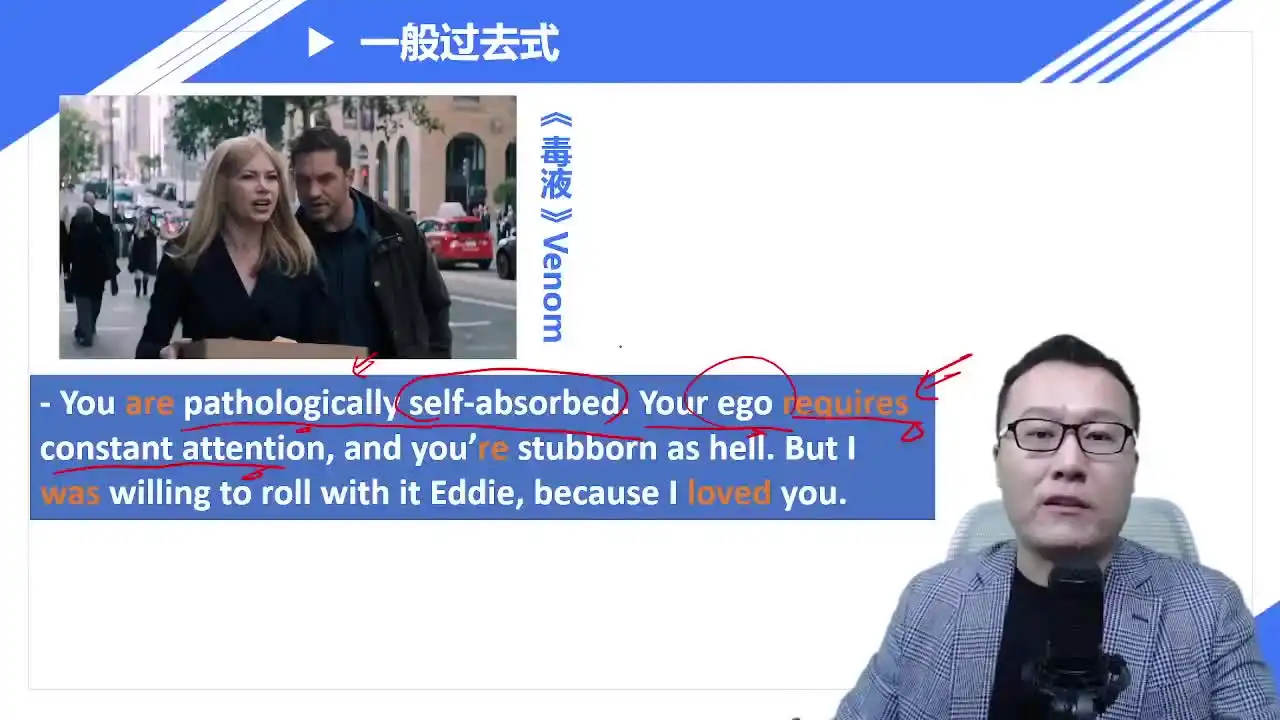 一般过去式
《毒液》Venom
- You are pathologically self-absorbed. Your ego requires
constant attention, and you’re stubborn as hell. But I
was willing to roll with it Eddie, because I loved you.